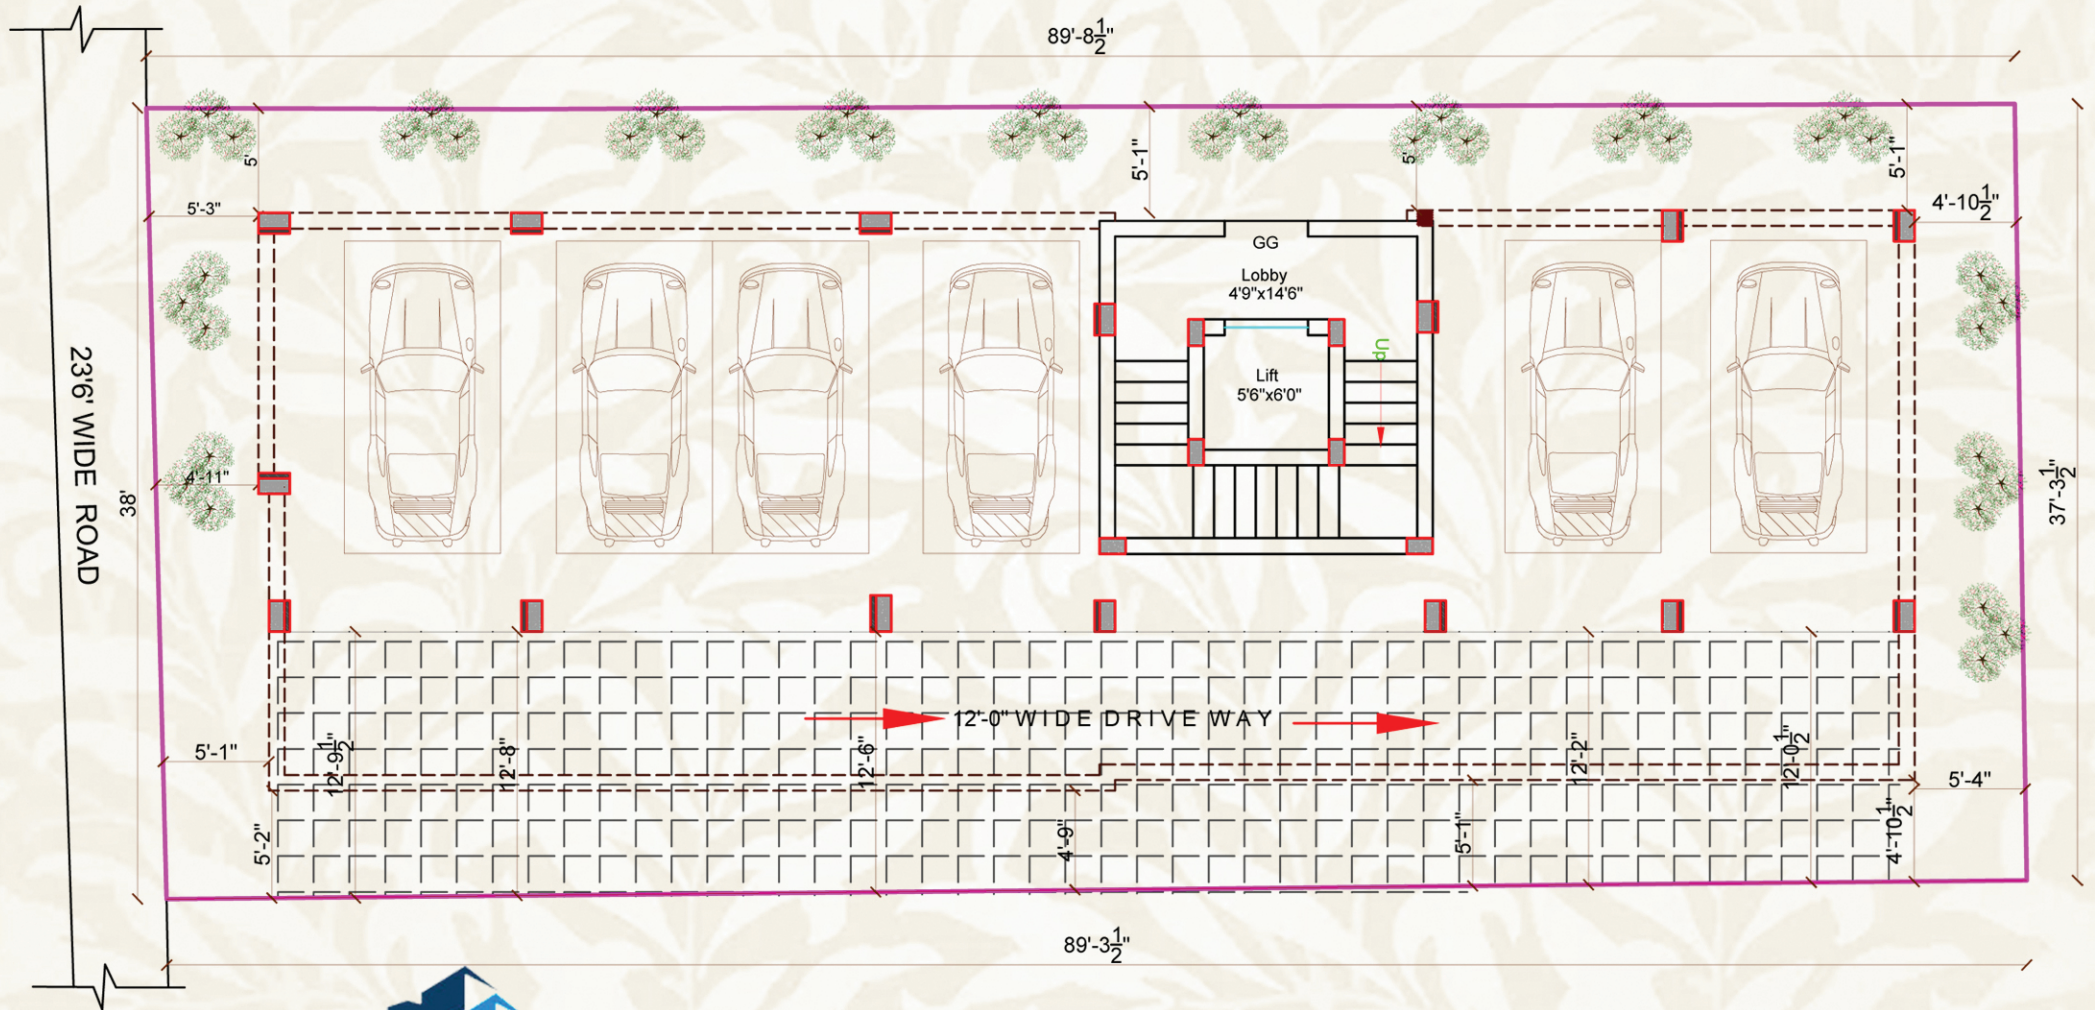 89'-8½"
5'
5'-1"
5'
5'-1"
5'-3"
4'-10½"
GG
Lobby
4'9"x14'6"
Up
Lift
5'6"x6'0"
23'6' WIDE ROAD
38'
4'-11"
37'-3½"
12'-0" WIDE DRIVE WAY
5'-1"
12'-9½"
12'-8"
12'-6"
12'-2"
12'-0½"
5'-4"
5'-2"
4'-9"
5'-1"
4'-10½"
89'-3½"